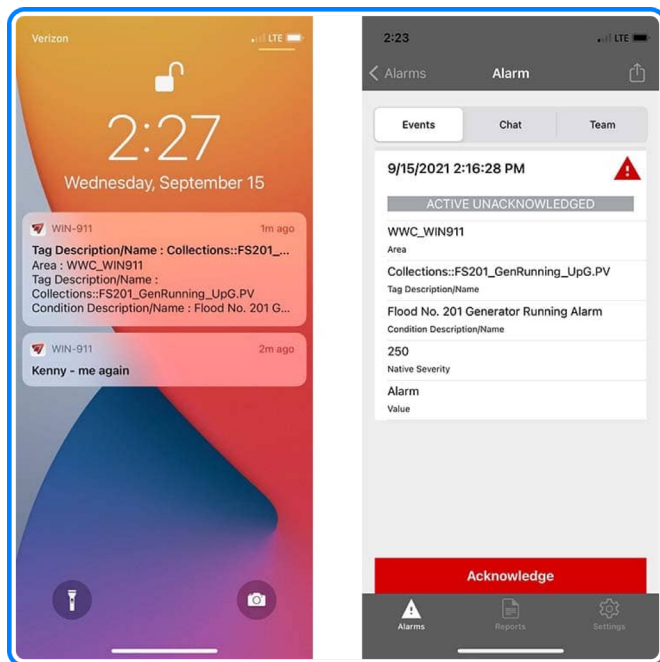 Verizon
LTE
2:27
Wednesday, September 15
WIN-911
1m ago
Tag Description/Name : Collections::FS201_...
Area : WWC_WIN911
Tag Description/Name :
Collections::FS201_GenRunning_UpG.PV
Condition Description/Name : Flood No. 201 G...
WIN-911
2m ago
Kenny - me again
2:23
LTE
Alarms
Alarm
Events
Chat
Team
9/15/2021 2:16:28 PM
ACTIVE UNACKNOWLEDGED
WWC_WIN911
Area
Collections::FS201_GenRunning_UpG.PV
Tag Description/Name
Flood No. 201 Generator Running Alarm
Condition Description/Name
250
Native Severity
Alarm
Value
Acknowledge
Alarms
Reports
Settings